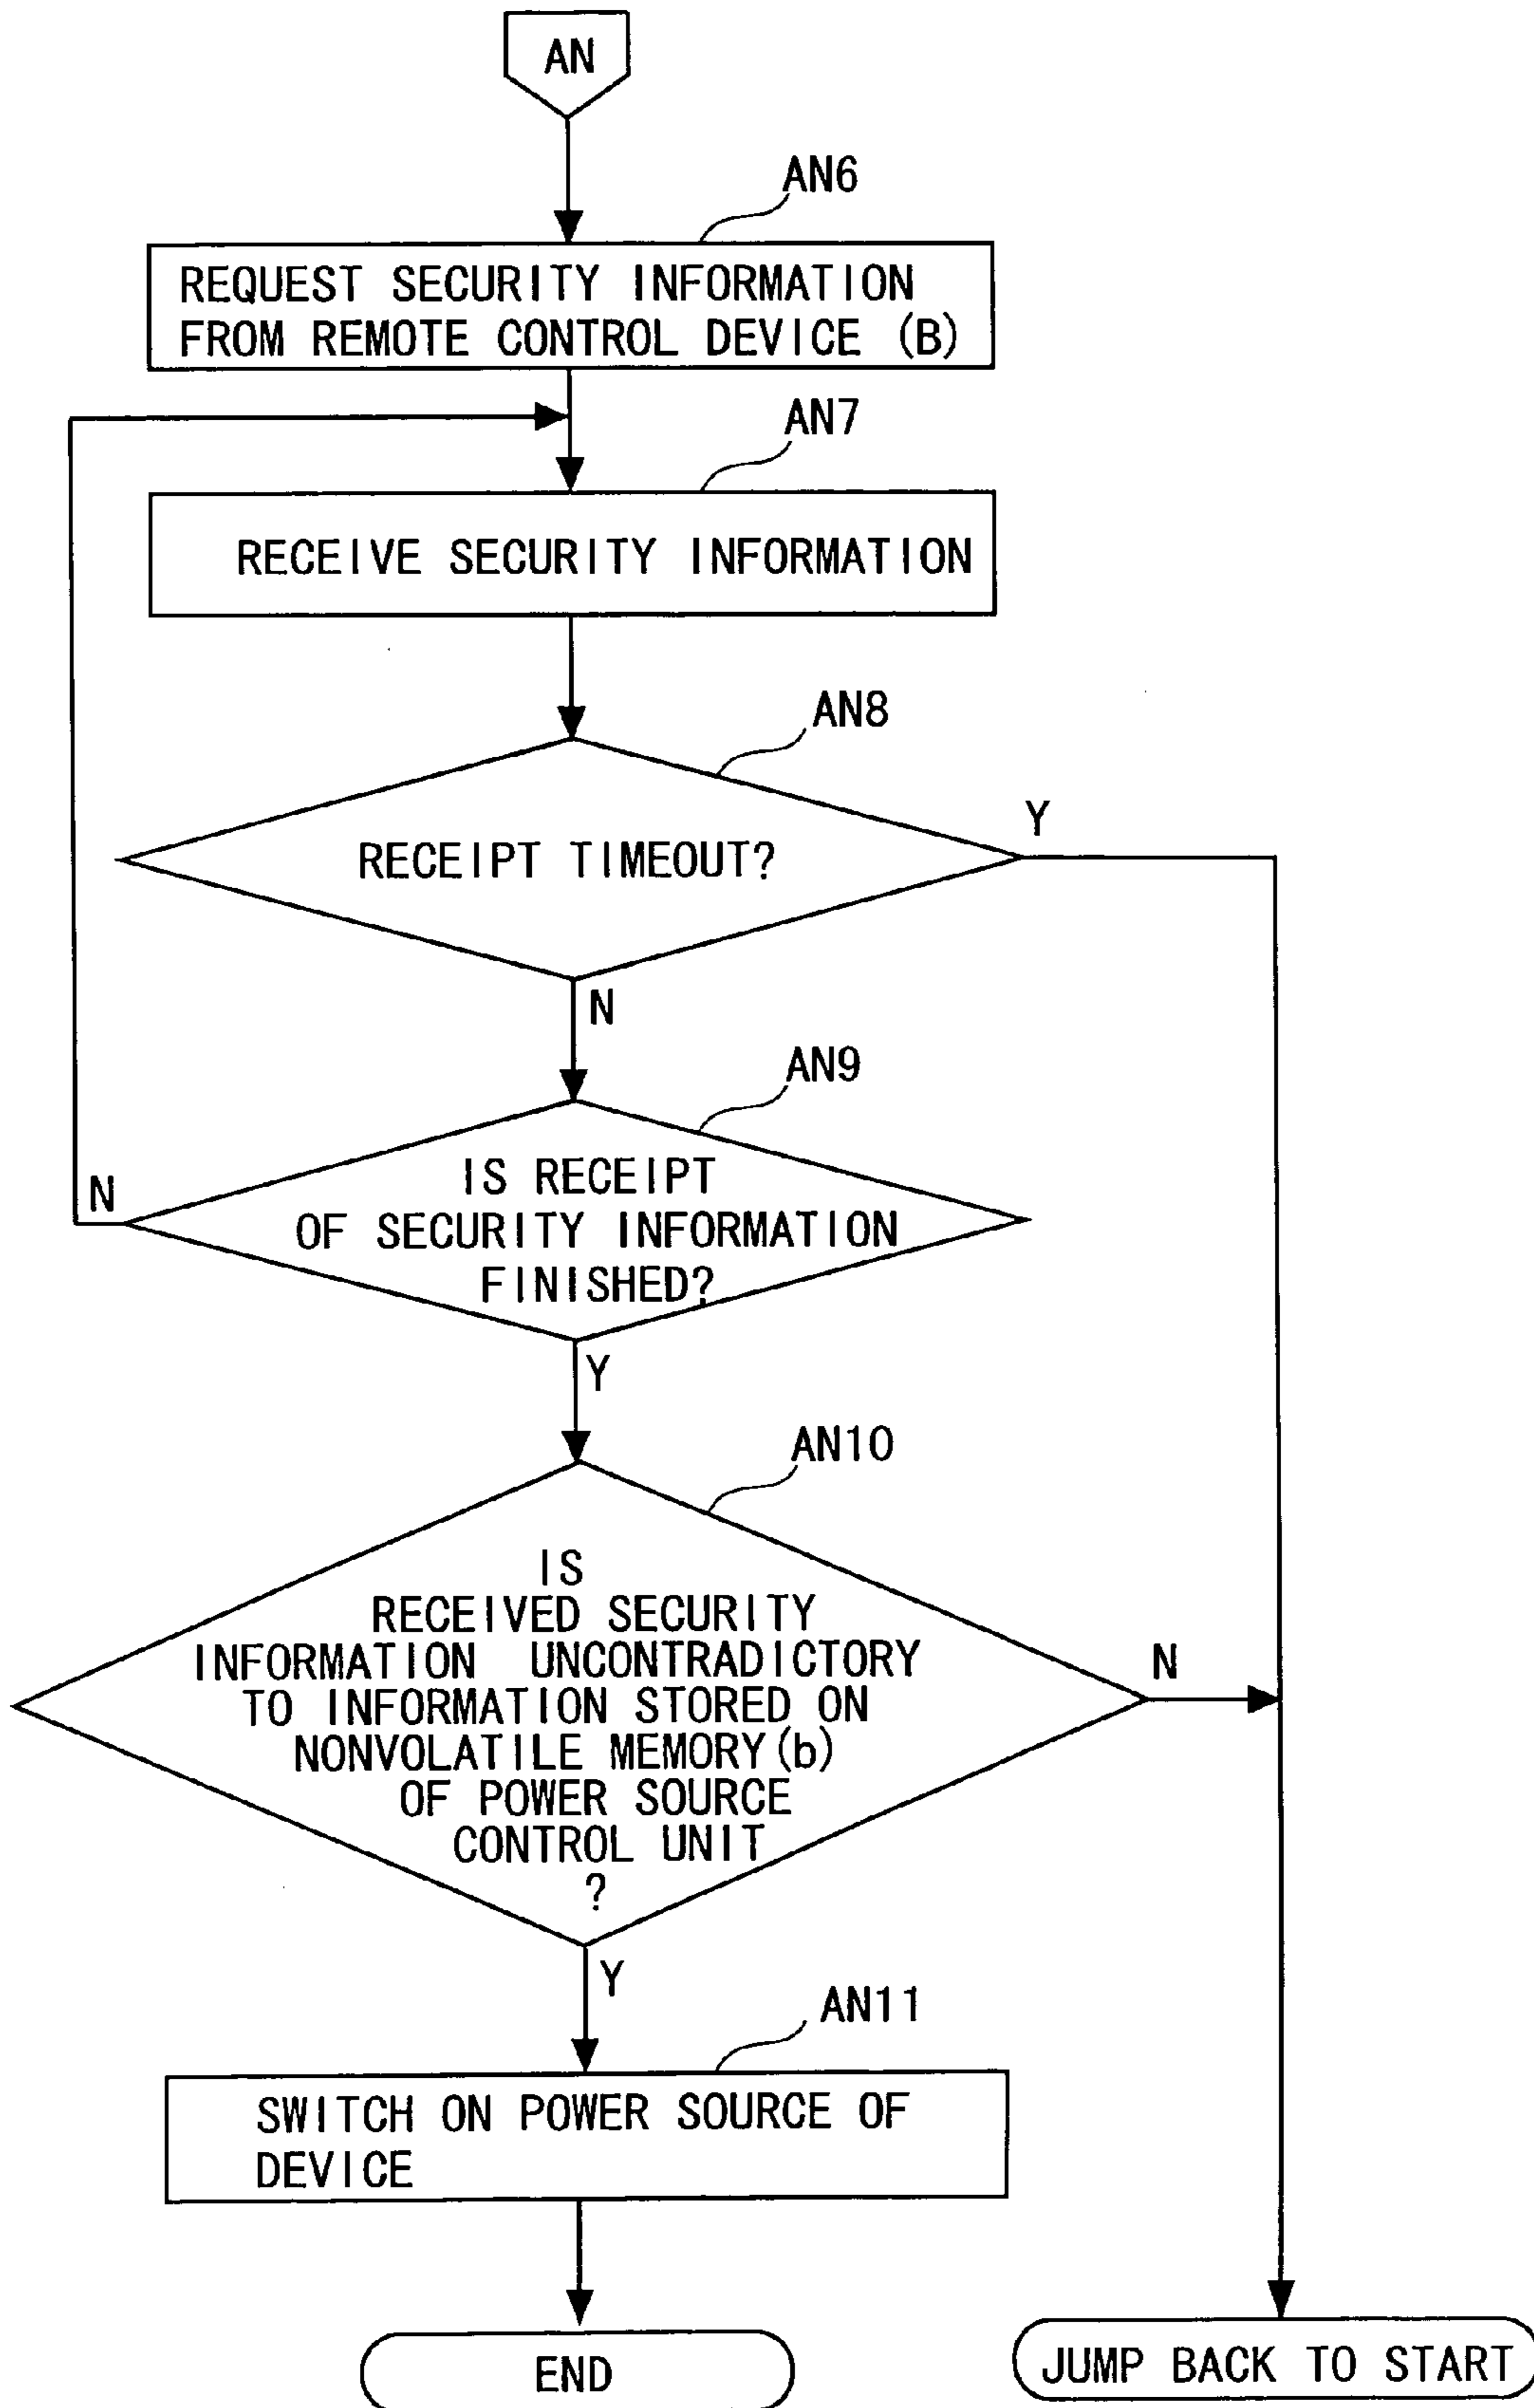 AN
AN6
REQUEST SECURITY INFORMATION
FROM REMOTE CONTROL DEVICE (B)
AN7
RECEIVE SECURITY INFORMATION
AN8
RECEIPT TIMEOUT?
Y
N
AN9
IS RECEIPT
OF SECURITY INFORMATION
FINISHED?
N
Y
AN10
IS
RECEIVED SECURITY
INFORMATION UNCONTRADICTORY
TO INFORMATION STORED ON
NONVOLATILE MEMORY(b)
OF POWER SOURCE
CONTROL UNIT
?
N
Y
AN11
SWITCH ON POWER SOURCE OF
DEVICE
END
JUMP BACK TO START